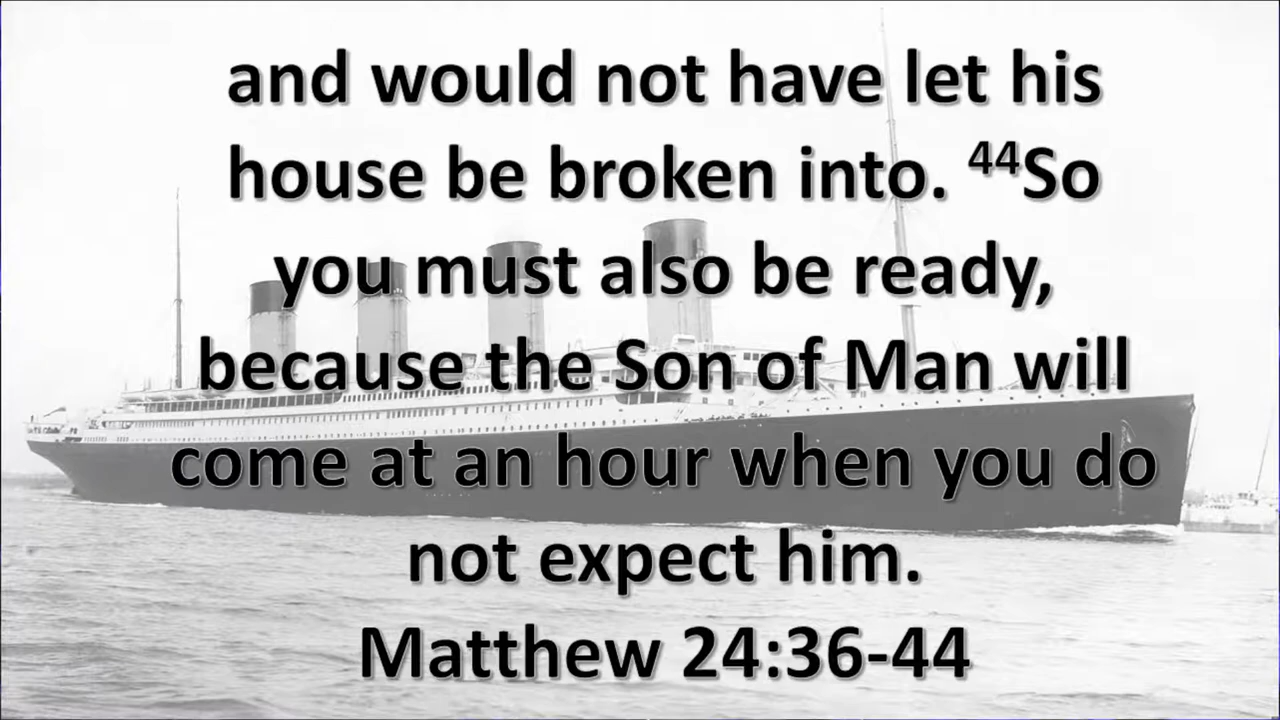 and would not have let his
house be broken into. ⁴⁴So
you must also be ready,
because the Son of Man will
come at an hour when you do
not expect him.
Matthew 24:36-44